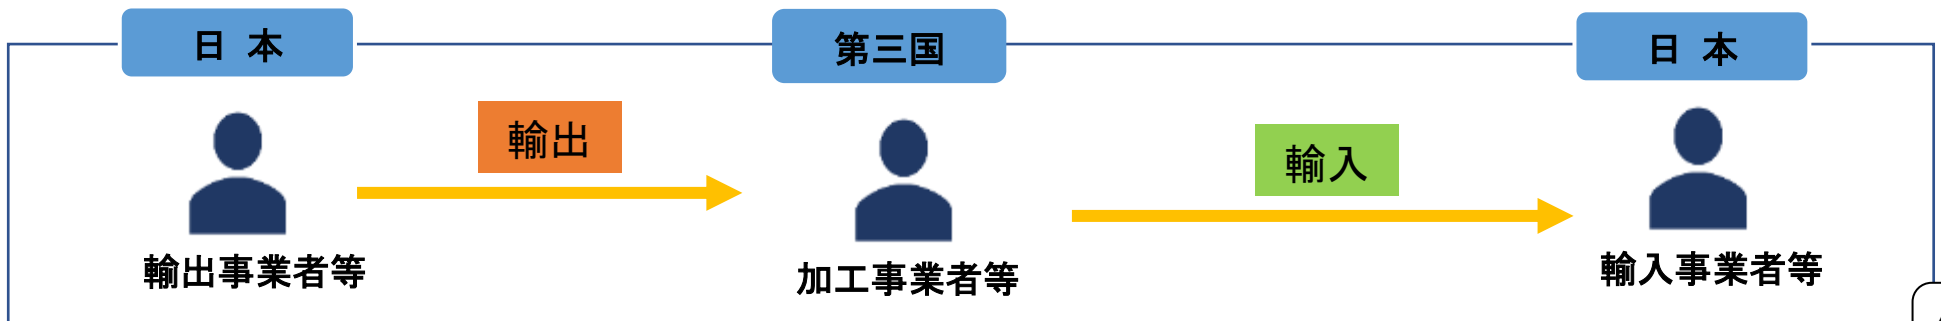 日 本
第三国
日 本
輸出
輸入
輸出事業者等
加工事業者等
輸入事業者等